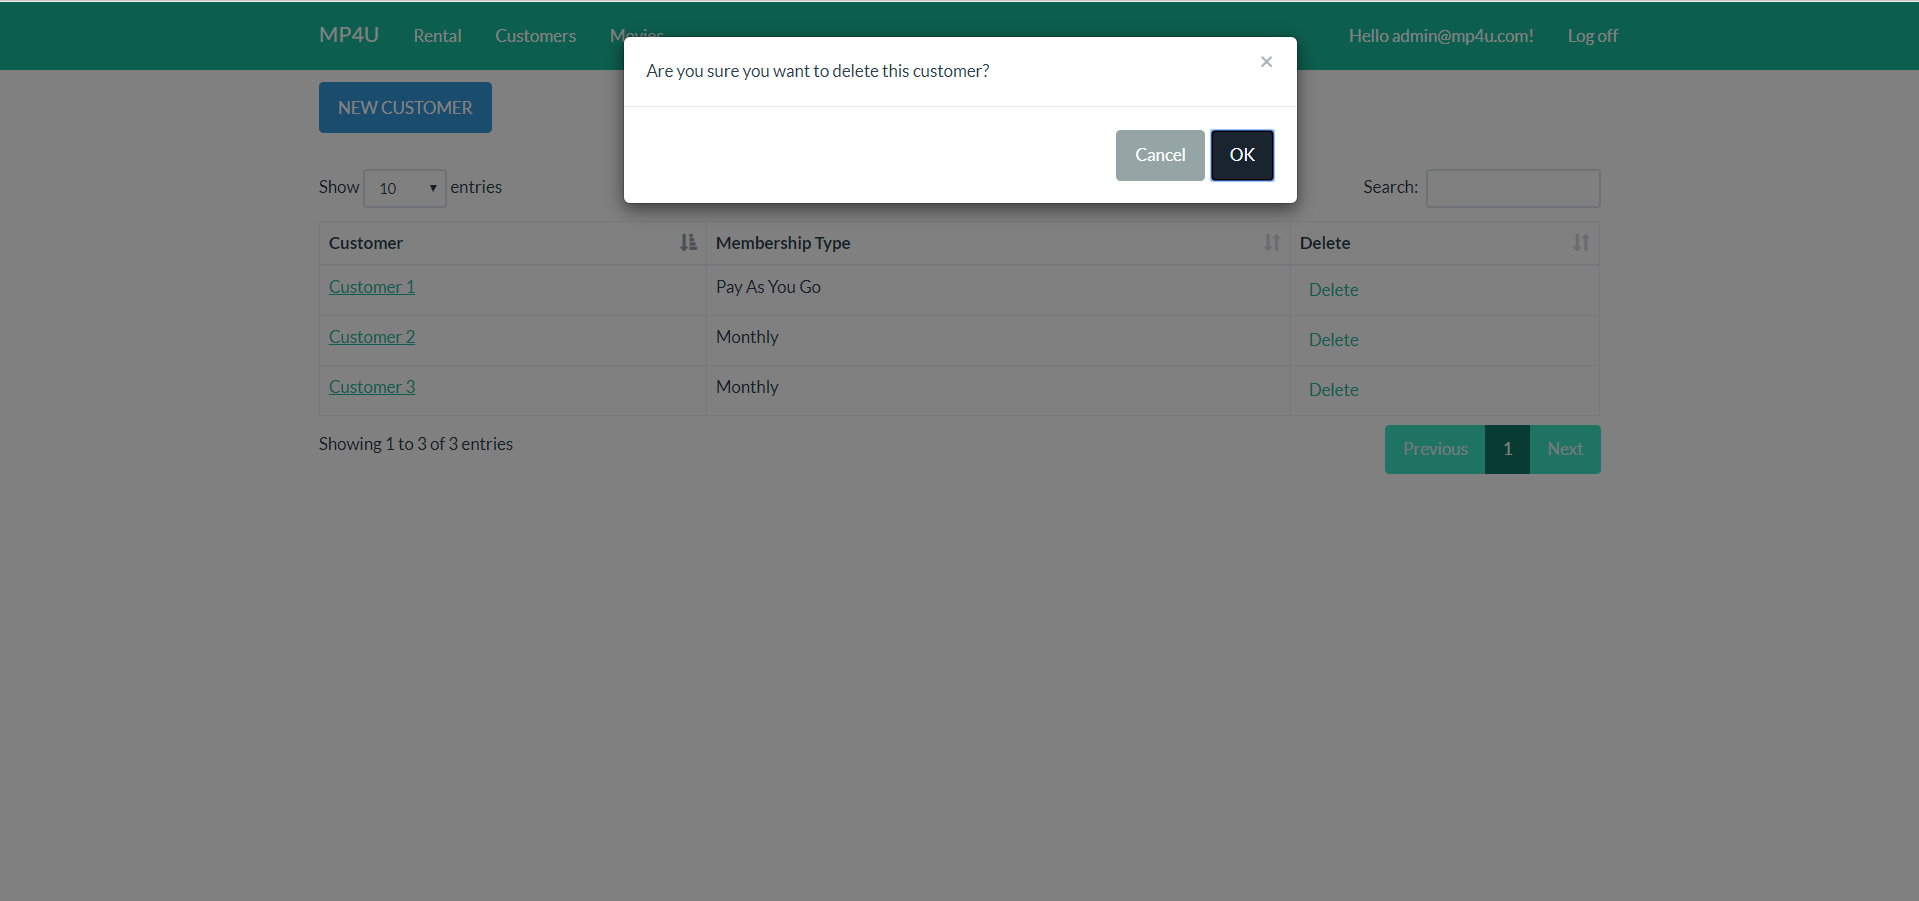 MP4U Rental Customers Movies Hello admin@mp4u.com! Log off
Are you sure you want to delete this customer? ×
Cancel OK
NEW CUSTOMER
Show 10 entries Search:
Customer Membership Type Delete
Customer 1 Pay As You Go Delete
Customer 2 Monthly Delete
Customer 3 Monthly Delete
Showing 1 to 3 of 3 entries Previous 1 Next